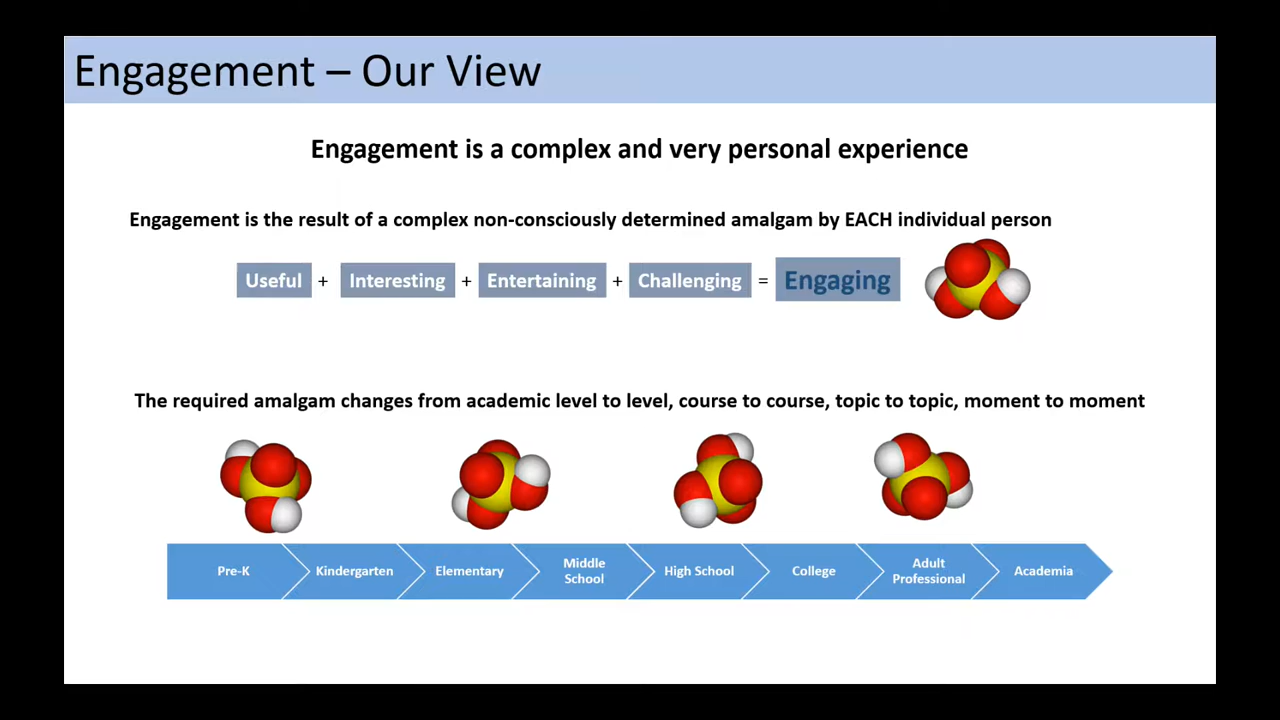 Engagement – Our View
Engagement is a complex and very personal experience
Engagement is the result of a complex non-consciously determined amalgam by EACH individual person
Useful + Interesting + Entertaining + Challenging = Engaging
The required amalgam changes from academic level to level, course to course, topic to topic, moment to moment
Pre-K
Kindergarten
Elementary
Middle
School
High School
College
Adult
Professional
Academia